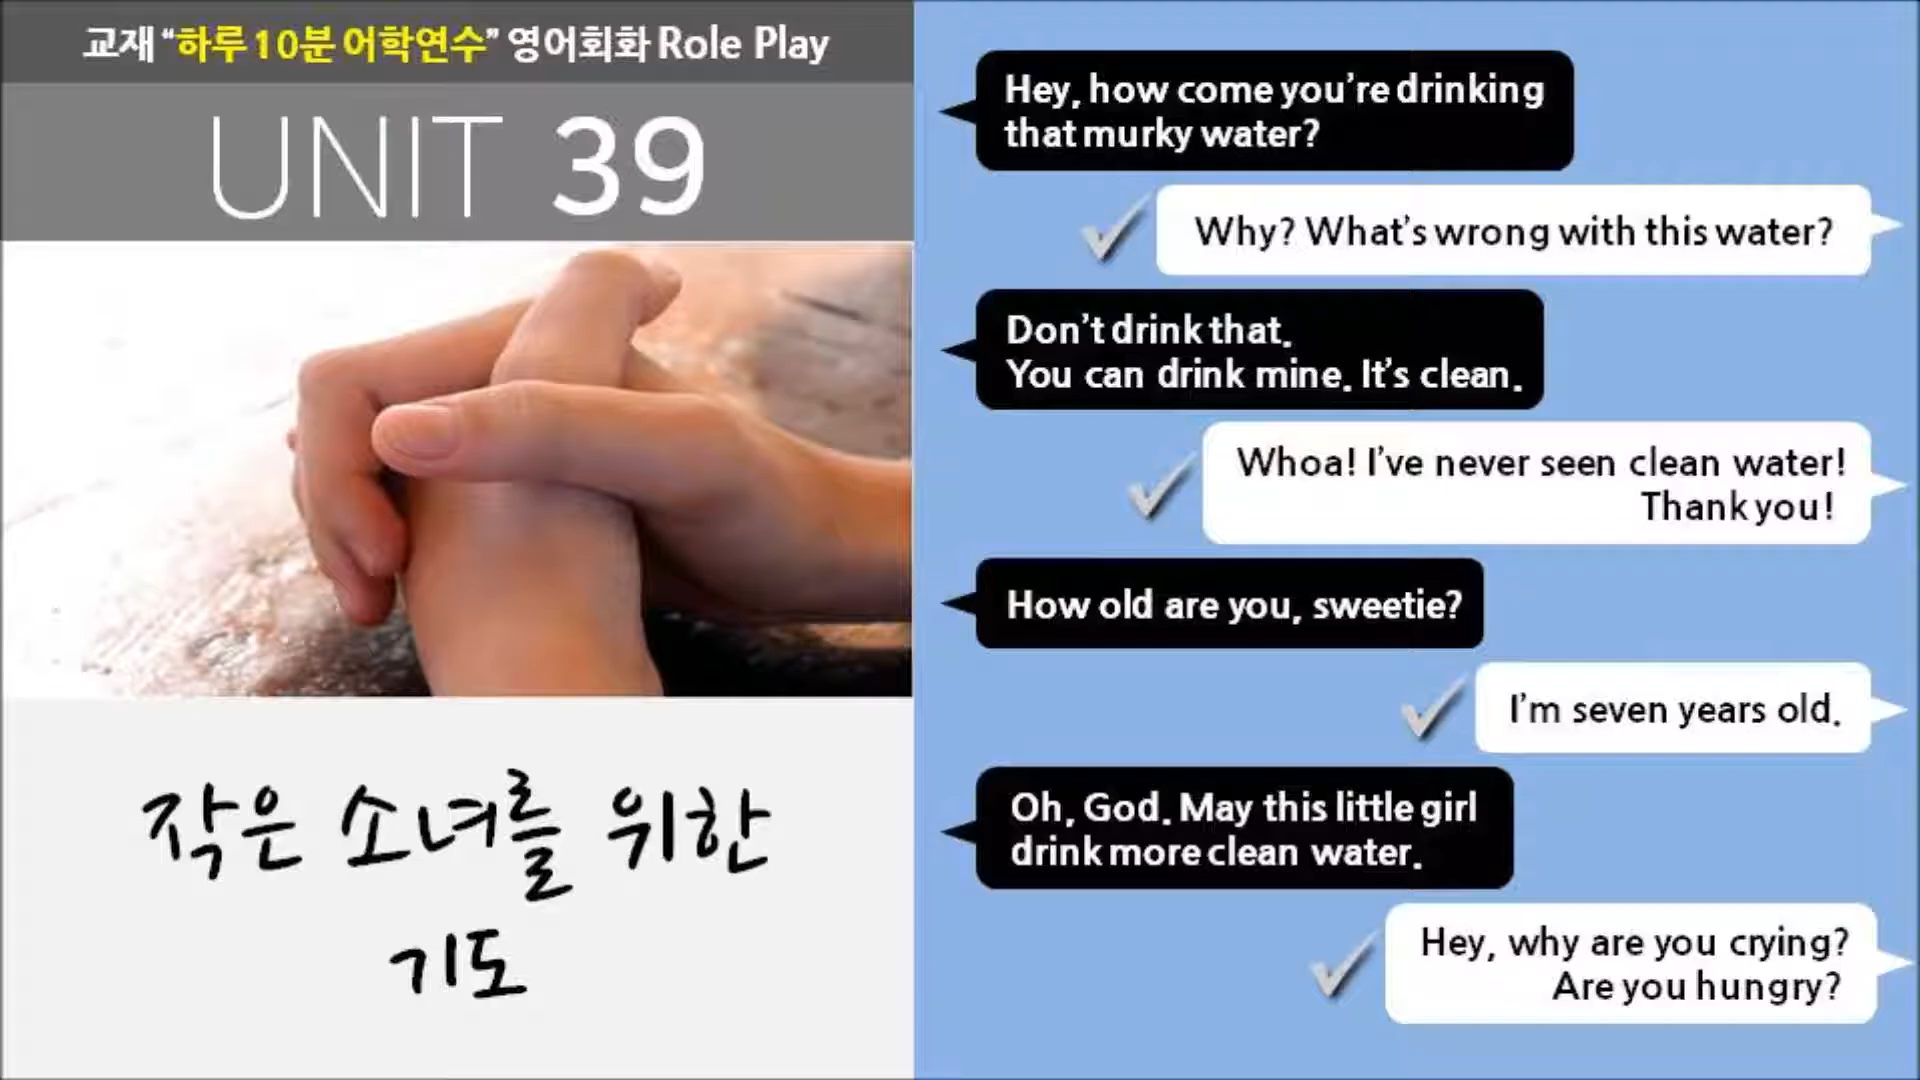 교재 “하루 10분 어학연수” 영어회화 Role Play
UNIT 39
작은 소녀를 위한
기도
Hey, how come you’re drinking
that murky water?
Why? What’s wrong with this water?
Don’t drink that.
You can drink mine. It’s clean.
Whoa! I’ve never seen clean water!
Thank you!
How old are you, sweetie?
I’m seven years old.
Oh, God. May this little girl
drink more clean water.
Hey, why are you crying?
Are you hungry?